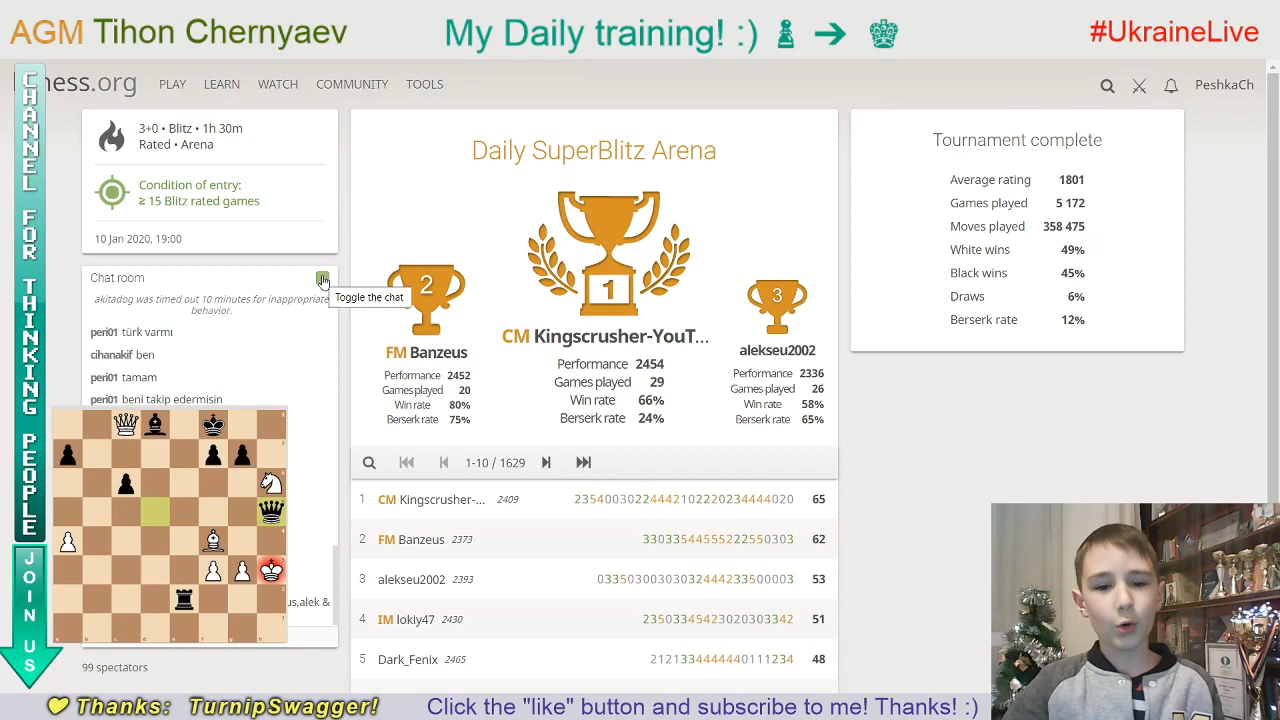 AGM Tihon Chernyaev
My Daily training! :)
#UkraineLive
CHANNEL FOR THINKING PEOPLE
JOIN US
hess.org
PLAY LEARN WATCH COMMUNITY TOOLS
PeshkaCh
3+0 • Blitz • 1h 30m
Rated • Arena
Condition of entry:
≥ 15 Blitz rated games
10 Jan 2020, 19:00
Chat room
Toggle the chat
akitadog was timed out 10 minutes for inappropriate
behavior.
peri01 türk varmı
cihanakif ben
peri01 tamam
peri01 beni takip edermisin
us,alek &
99 spectators
Daily SuperBlitz Arena
2
FM Banzeus
Performance 2452
Games played 20
Win rate 80%
Berserk rate 75%
1
CM Kingscrusher-YouT...
Performance 2454
Games played 29
Win rate 66%
Berserk rate 24%
3
alekseu2002
Performance 2336
Games played 26
Win rate 58%
Berserk rate 65%
1-10 / 1629
1 CM Kingscrusher-... 2409 23540030224442102220234444020 65
2 FM Banzeus 2373 33033544555222550303 62
3 alekseu2002 2393 03350300303032444233500003 53
4 IM lokiy47 2430 51
5 Dark_Fenix 2465 48
Tournament complete
Average rating 1801
Games played 5 172
Moves played 358 475
White wins 49%
Black wins 45%
Draws 6%
Berserk rate 12%
Thanks: TurnipSwagger!
Click the "like" button and subscribe to me! Thanks! :)